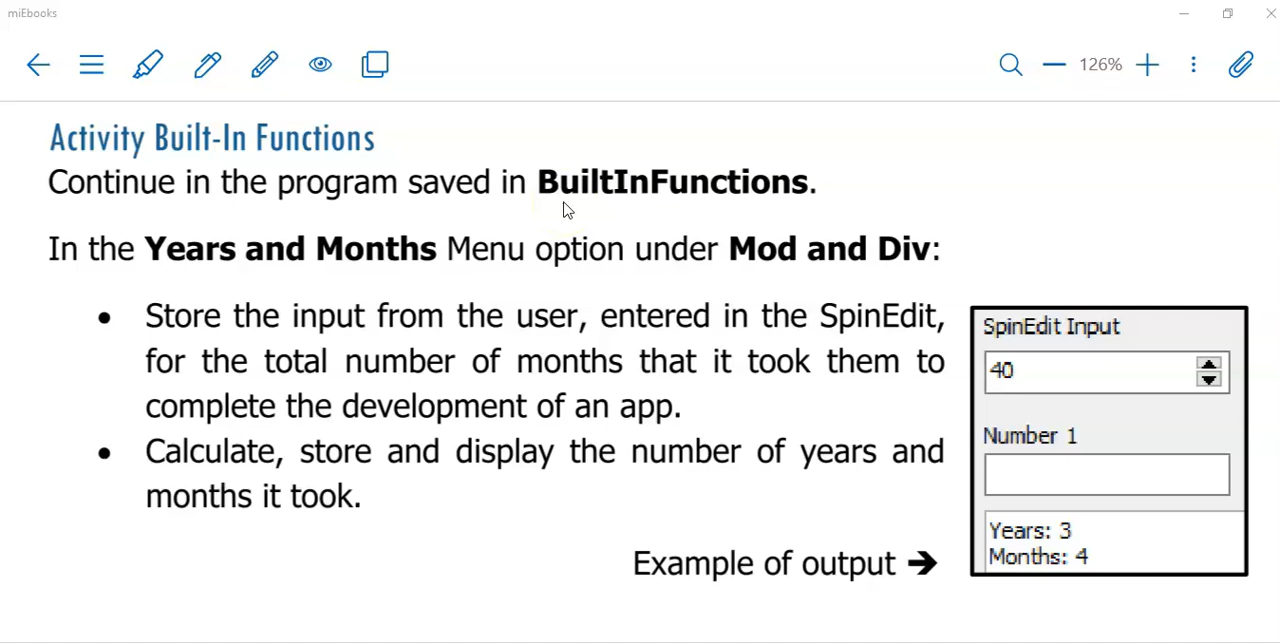 miEbooks
126%
Activity Built-In Functions
Continue in the program saved in BuiltInFunctions.
In the Years and Months Menu option under Mod and Div:
• Store the input from the user, entered in the SpinEdit,
for the total number of months that it took them to
complete the development of an app.
• Calculate, store and display the number of years and
months it took.
Example of output ➔
SpinEdit Input
40
Number 1
Years: 3
Months: 4